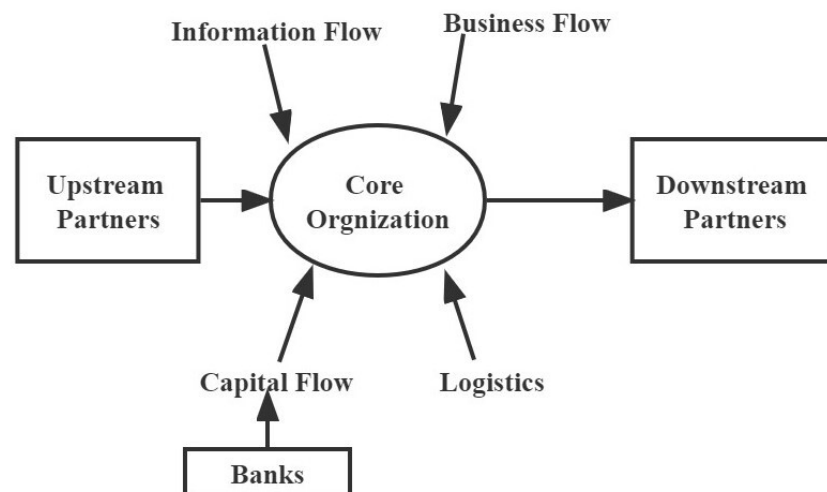 Information Flow
Business Flow
Upstream
Partners
Core
Orgnization
Downstream
Partners
Capital Flow
Logistics
Banks